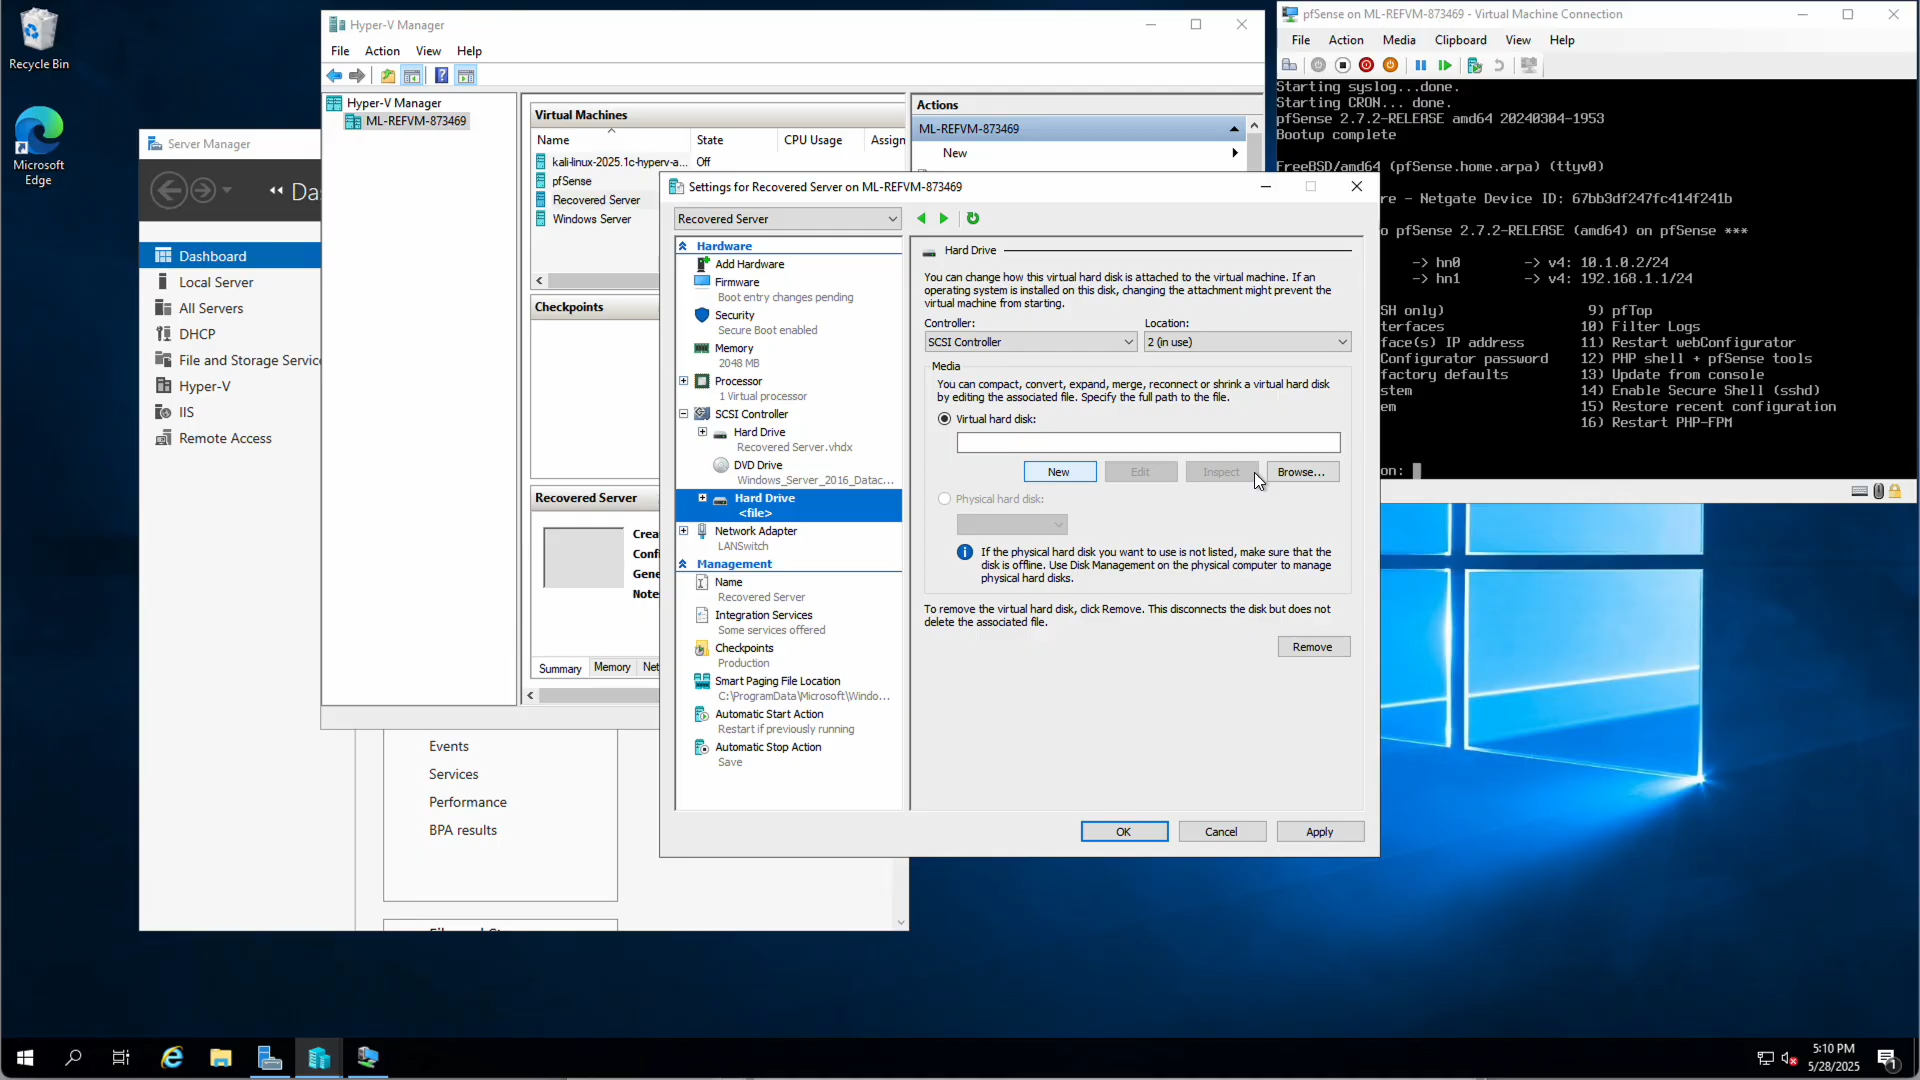 Recycle Bin
Microsoft
Edge
Server Manager
Da
Dashboard
Local Server
All Servers
DHCP
File and Storage Service
Hyper-V
IIS
Remote Access
Events
Services
Performance
BPA results
Hyper-V Manager
File Action View Help
Hyper-V Manager
ML-REFVM-873469
Virtual Machines
Name State CPU Usage Assign
kali-linux-2025.1c-hyperv-a... Off
pfSense
Recovered Server
Windows Server
Checkpoints
Recovered Server
Crea
Confi
Gene
Note
Summary Memory Net
Actions
ML-REFVM-873469
New
Settings for Recovered Server on ML-REFVM-873469
Recovered Server
Hardware
Add Hardware
Firmware
Boot entry changes pending
Security
Secure Boot enabled
Memory
2048 MB
Processor
1 Virtual processor
SCSI Controller
Hard Drive
Recovered Server.vhdx
DVD Drive
Windows_Server_2016_Datac...
Hard Drive
<file>
Network Adapter
LANSwitch
Management
Name
Recovered Server
Integration Services
Some services offered
Checkpoints
Production
Smart Paging File Location
C:\ProgramData\Microsoft\Windo...
Automatic Start Action
Restart if previously running
Automatic Stop Action
Save
Hard Drive
You can change how this virtual hard disk is attached to the virtual machine. If an
operating system is installed on this disk, changing the attachment might prevent the
virtual machine from starting.
Controller: Location:
SCSI Controller 2 (in use)
Media
You can compact, convert, expand, merge, reconnect or shrink a virtual hard disk
by editing the associated file. Specify the full path to the file.
Virtual hard disk:
New Edit Inspect Browse...
Physical hard disk:
If the physical hard disk you want to use is not listed, make sure that the
disk is offline. Use Disk Management on the physical computer to manage
physical hard disks.
To remove the virtual hard disk, click Remove. This disconnects the disk but does not
delete the associated file.
Remove
OK Cancel Apply
pfSense on ML-REFVM-873469 - Virtual Machine Connection
File Action Media Clipboard View Help
Starting syslog...done.
Starting CRON... done.
pfSense 2.7.2-RELEASE amd64 20240304-1953
Bootup complete
FreeBSD/amd64 (pfSense.home.arpa) (ttyv0)
re - Netgate Device ID: 67bb3df247fc414f241b
o pfSense 2.7.2-RELEASE (amd64) on pfSense ***
-> hn0 -> v4: 10.1.0.2/24
-> hn1 -> v4: 192.168.1.1/24
SH only) 9) pfTop
terfaces 10) Filter Logs
face(s) IP address 11) Restart webConfigurator
Configurator password 12) PHP shell + pfSense tools
factory defaults 13) Update from console
stem 14) Enable Secure Shell (sshd)
em 15) Restore recent configuration
16) Restart PHP-FPM
on:
5:10 PM
5/28/2025
1